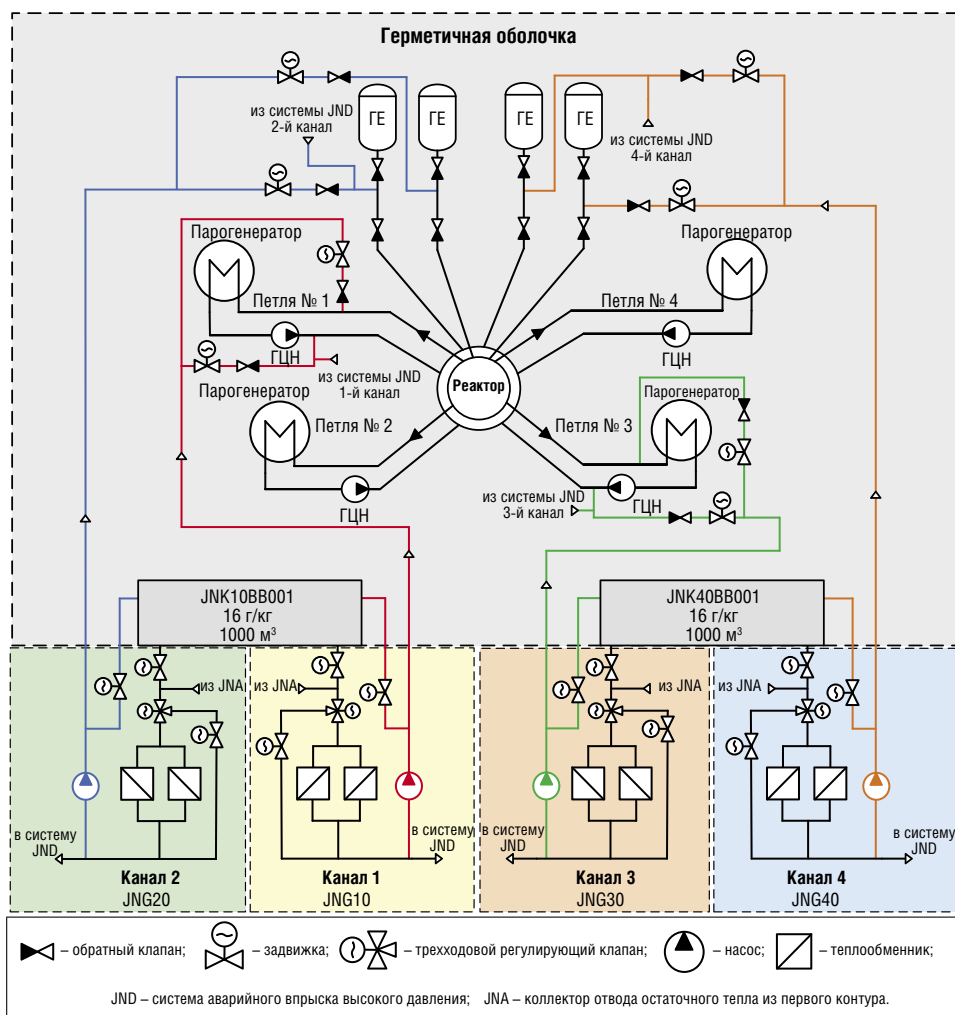 Герметичная оболочка
из системы JND
2-й канал
ГЕ
ГЕ
ГЕ
ГЕ
из системы JND
4-й канал
Парогенератор
Парогенератор
Петля № 1
Петля № 4
ГЦН
ГЦН
из системы JND
1-й канал
Реактор
Парогенератор
Парогенератор
Петля № 2
Петля № 3
ГЦН
ГЦН
из системы JND
3-й канал
JNK10BB001
16 г/кг
1000 м³
JNK40BB001
16 г/кг
1000 м³
из JNA
из JNA
из JNA
из JNA
в систему
JND
в систему
JND
в систему
JND
в систему
JND
Канал 2
JNG20
Канал 1
JNG10
Канал 3
JNG30
Канал 4
JNG40
– обратный клапан; – задвижка; – трехходовой регулирующий клапан; – насос; – теплообменник;
JND – система аварийного впрыска высокого давления; JNA – коллектор отвода остаточного тепла из первого контура.